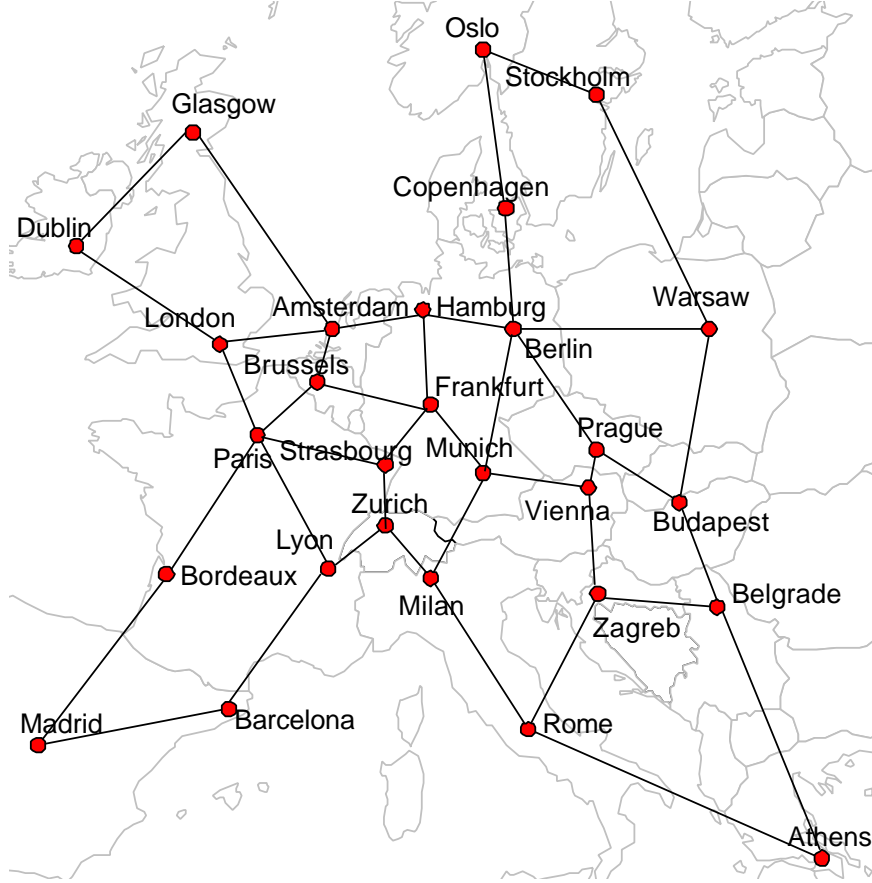 Oslo
Stockholm
Glasgow
Copenhagen
Dublin
Amsterdam
Hamburg
Warsaw
London
Berlin
Brussels
Frankfurt
Prague
Paris
Strasbourg
Munich
Zurich
Vienna
Budapest
Lyon
Bordeaux
Milan
Belgrade
Zagreb
Madrid
Barcelona
Rome
Athens